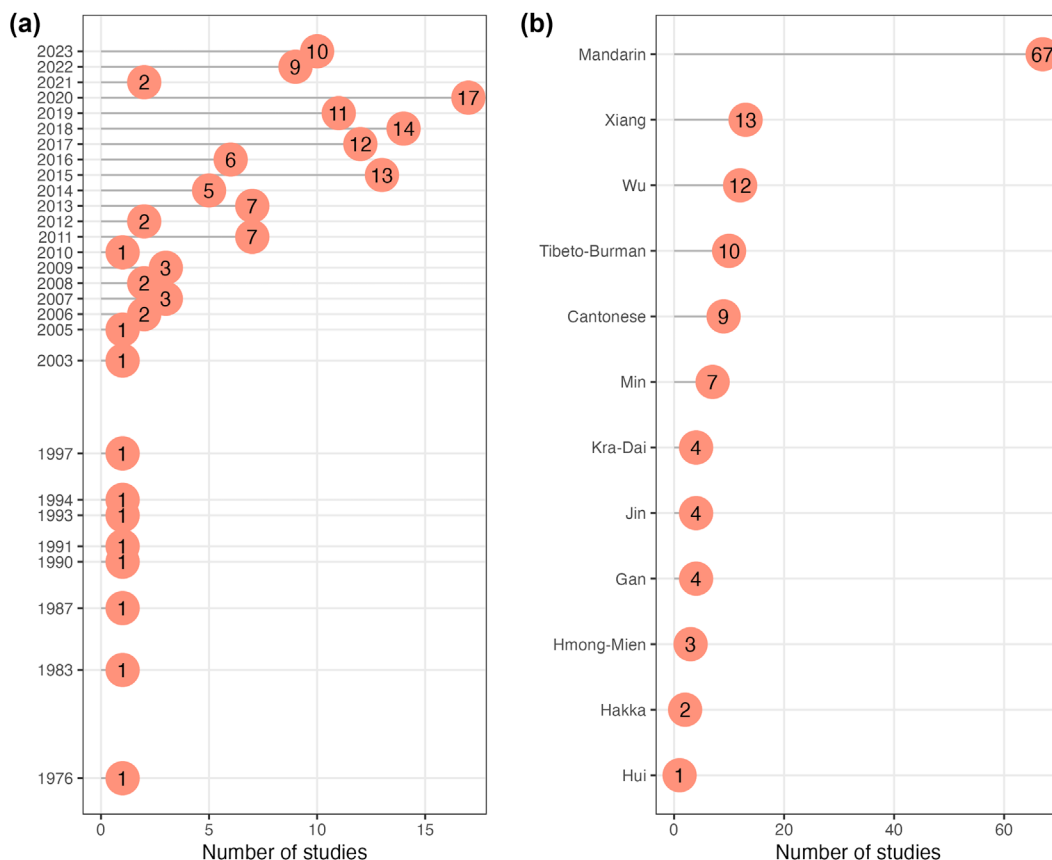 (a)
2023 10
2022 9
2021 2
2020 17
2019 11
2018 14
2017 12
2016 6
2015 13
2014 5
2013 7
2012 2
2011 7
2010 1
2009 3
2008 2
2007 3
2006 2
2005 1
2003 1
1997 1
1994 1
1993 1
1991 1
1990 1
1987 1
1983 1
1976 1
0 5 10 15
Number of studies
(b)
Mandarin 67
Xiang 13
Wu 12
Tibeto-Burman 10
Cantonese 9
Min 7
Kra-Dai 4
Jin 4
Gan 4
Hmong-Mien 3
Hakka 2
Hui 1
0 20 40 60
Number of studies